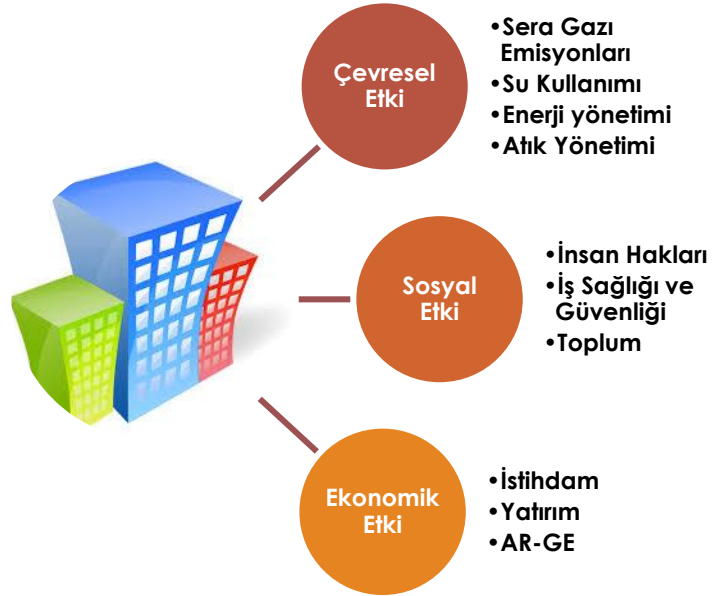 Çevresel
Etki
•Sera Gazı
Emisyonları
•Su Kullanımı
•Enerji yönetimi
•Atık Yönetimi
Sosyal
Etki
•İnsan Hakları
•İş Sağlığı ve
Güvenliği
•Toplum
Ekonomik
Etki
•İstihdam
•Yatırım
•AR-GE